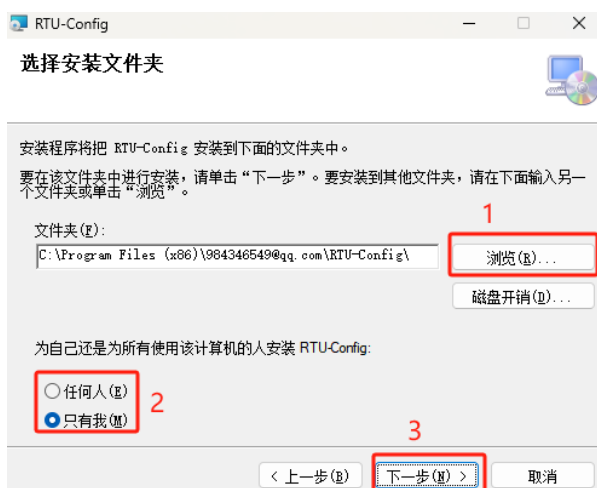 RTU-Config
选择安装文件夹
安装程序将把 RTU-Config 安装到下面的文件夹中。
要在该文件夹中进行安装，请单击“下一步”。要安装到其他文件夹，请在下面输入另一
个文件夹或单击“浏览”。
1
文件夹(F):
C:\Program Files (x86)\984346549@qq.com\RTU-Config\
浏览(R)...
磁盘开销(D)...
为自己还是为所有使用该计算机的人安装 RTU-Config:
任何人(E)
2
只有我(M)
3
< 上一步(B)
下一步(N) >
取消